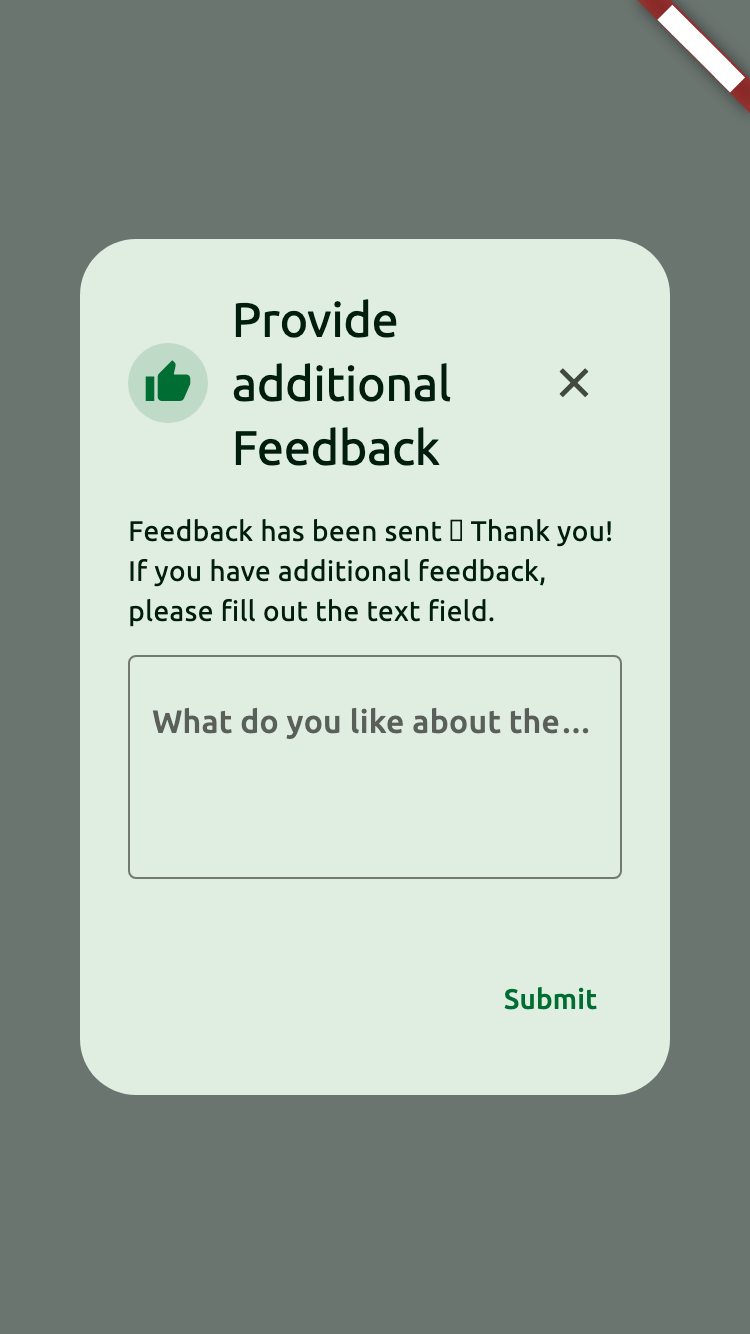 Provide
additional
Feedback
Feedback has been sent ▯ Thank you!
If you have additional feedback,
please fill out the text field.
What do you like about the…
Submit